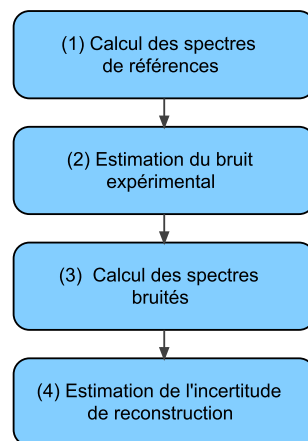 (1) Calcul des spectres
de références
(2) Estimation du bruit
expérimental
(3) Calcul des spectres
bruités
(4) Estimation de l'incertitude
de reconstruction